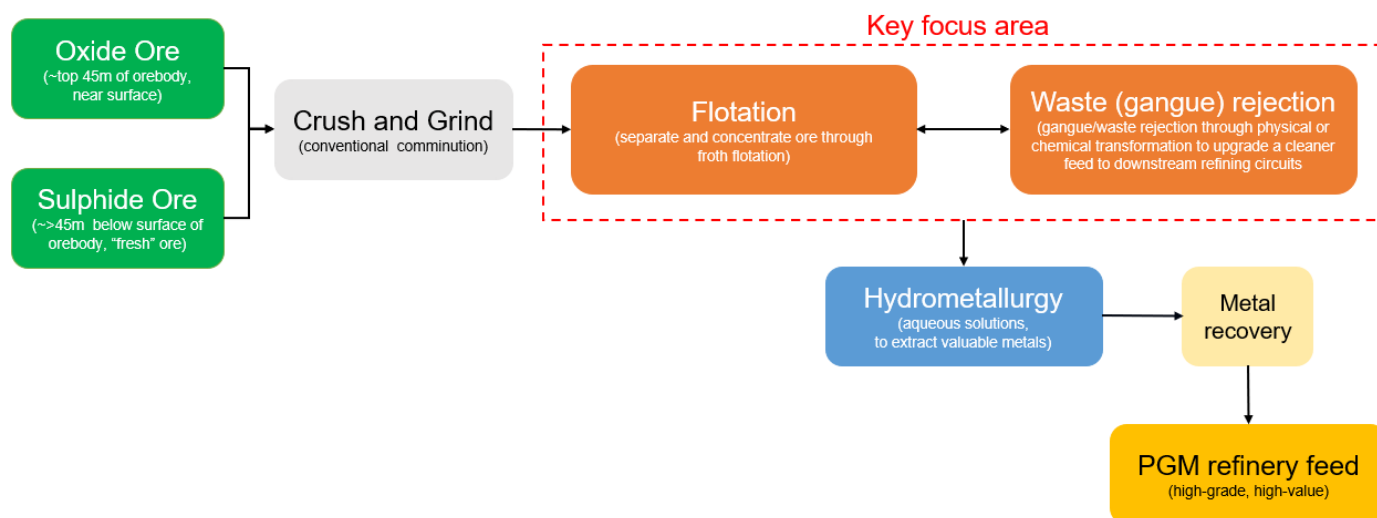 Key focus area
Oxide Ore
(~top 45m of orebody,
near surface)
Sulphide Ore
(~>45m below surface of
orebody, “fresh” ore)
Crush and Grind
(conventional comminution)
Flotation
(separate and concentrate ore through
froth flotation)
Waste (gangue) rejection
(gangue/waste rejection through physical or
chemical transformation to upgrade a cleaner
feed to downstream refining circuits
Hydrometallurgy
(aqueous solutions,
to extract valuable metals)
Metal
recovery
PGM refinery feed
(high-grade, high-value)